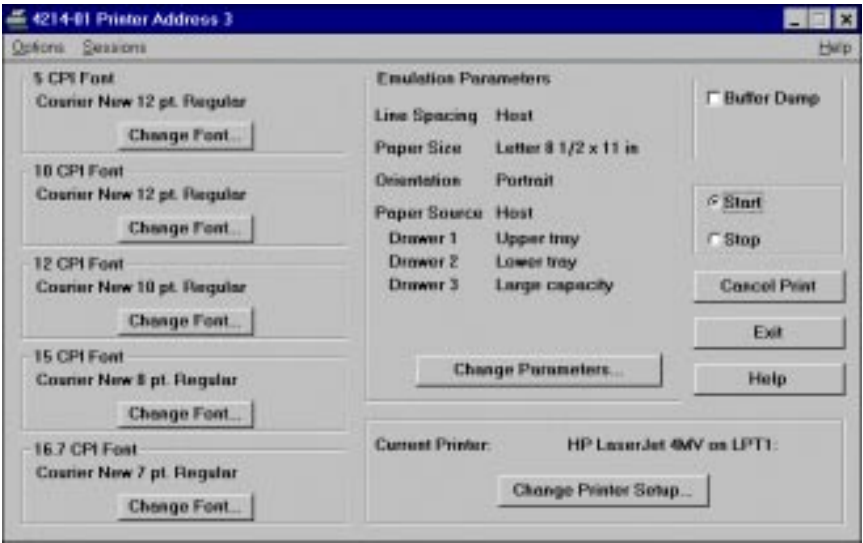 4214-01 Printer Address 3
Options Sessions Help
5 CPI Font
Courier New 12 pt. Regular
Change Font...
10 CPI Font
Courier New 12 pt. Regular
Change Font...
12 CPI Font
Courier New 10 pt. Regular
Change Font...
15 CPI Font
Courier New 8 pt. Regular
Change Font...
16.7 CPI Font
Courier New 7 pt. Regular
Change Font...
Emulation Parameters
Line Spacing Host
Paper Size Letter 8 1/2 x 11 in
Orientation Portrait
Paper Source Host
Drawer 1 Upper tray
Drawer 2 Lower tray
Drawer 3 Large capacity
Change Parameters...
Current Printer: HP LaserJet 4MV on LPT1:
Change Printer Setup...
Buffer Dump
Start
Stop
Cancel Print
Exit
Help